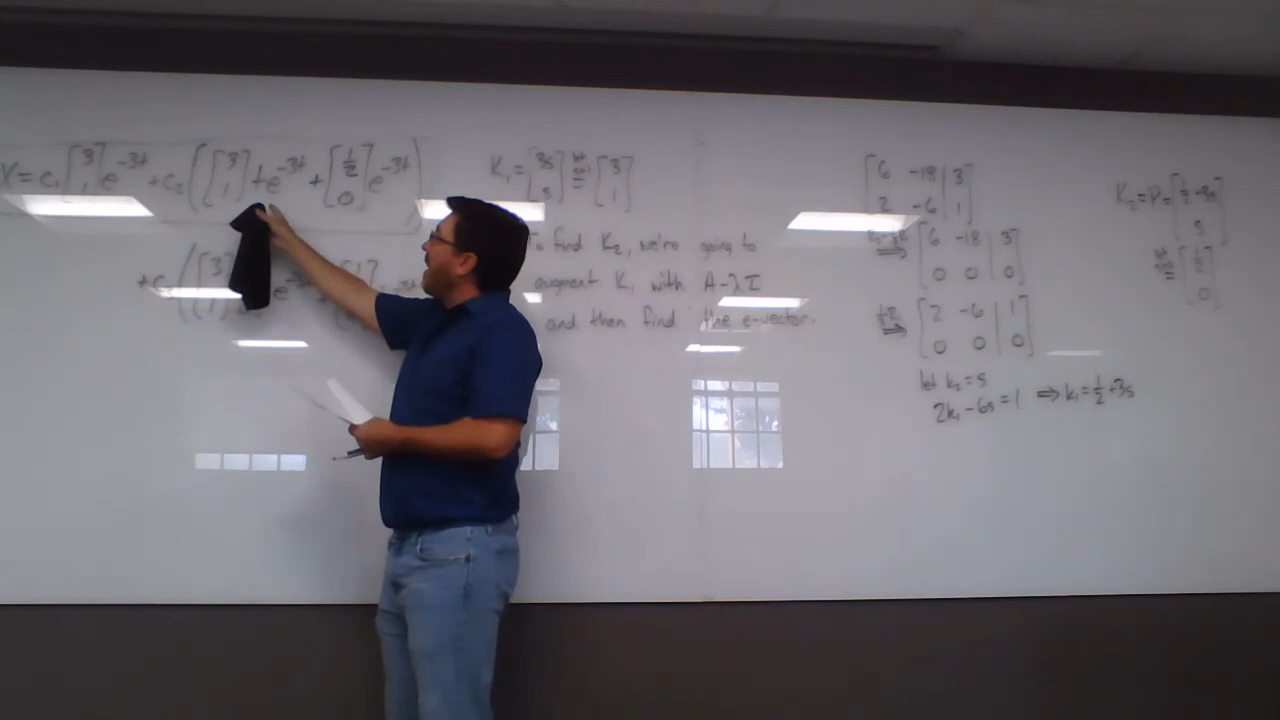 X = c₁ [3 1] e^-3t + c₂ ( [3 1] t e^-3t + [1/2 0] e^-3t )
+ c ( [3
e^-3t
K₁ = [3s s] = [3 1]
To find K₂, we're going to
augment K₁ with A-λI
and then find the e-vector.
[6 -18 | 3
2 -6 | 1]
⇒ [6 -18 | 3
0 0 | 0]
⇒ [2 -6 | 1
0 0 | 0]
let k₂ = s
2k₁ - 6s = 1 ⇒ k₁ = 1/2 + 3s
K₂ = P = [1/2 + 3s
s]
= [1/2
0]